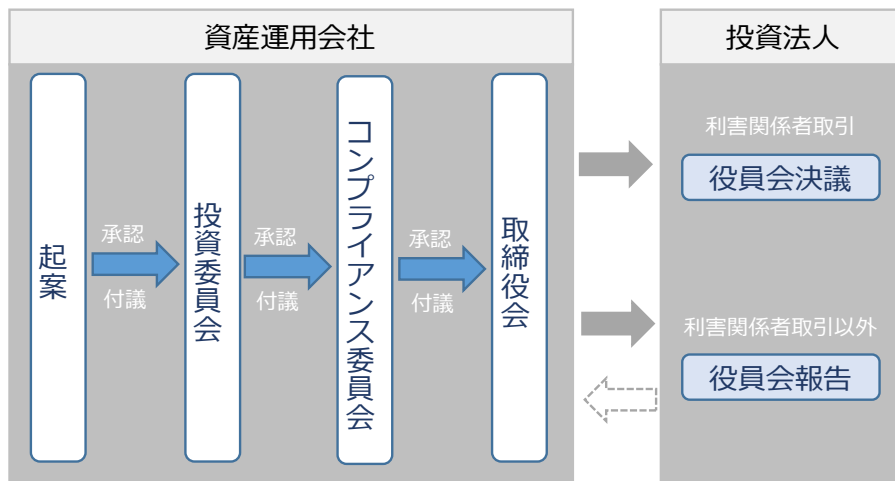 資産運用会社
起案
承認
付議
投資委員会
承認
付議
コンプライアンス委員会
承認
付議
取締役会
投資法人
利害関係者取引
役員会決議
利害関係者取引以外
役員会報告